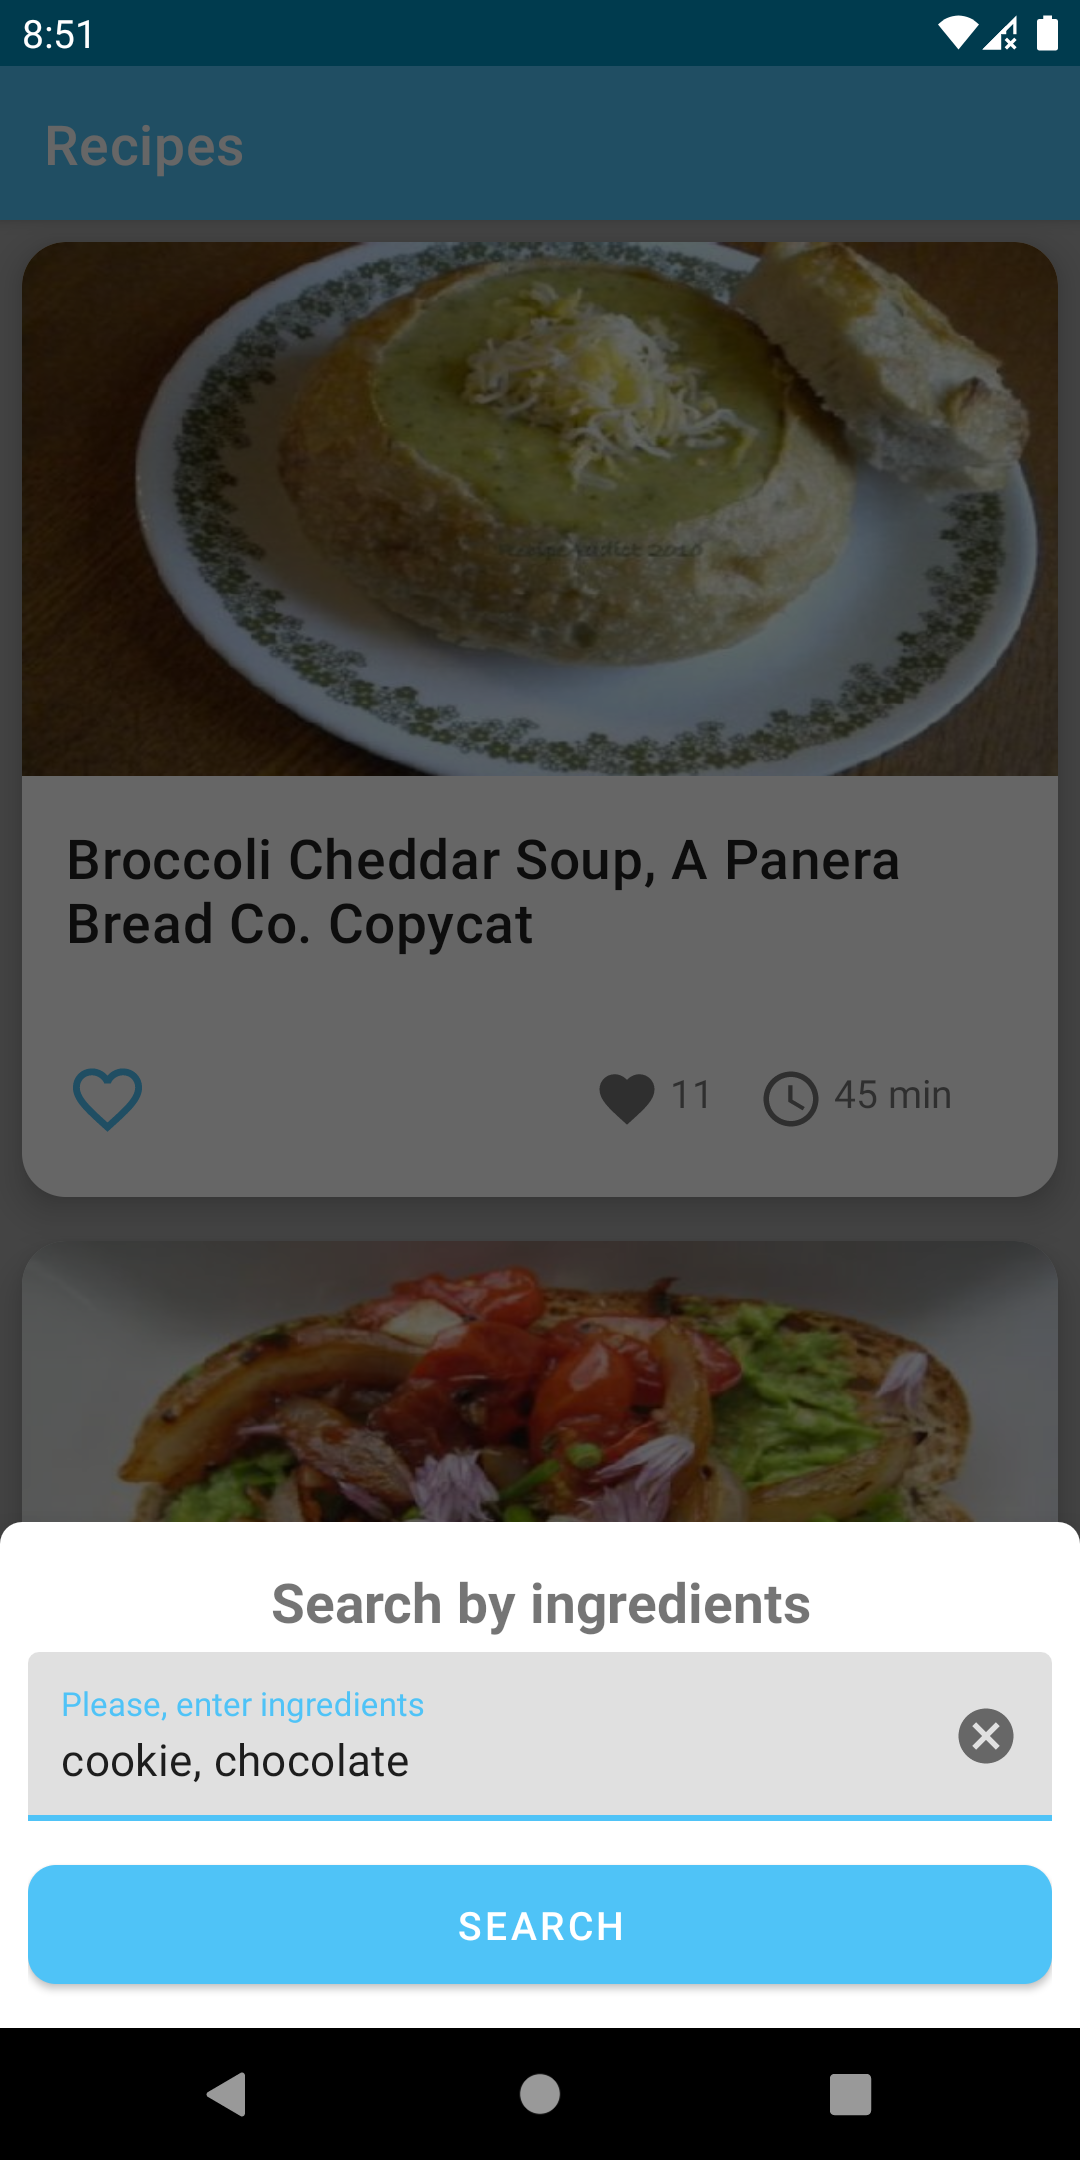 8:51
Recipes
Broccoli Cheddar Soup, A Panera
Bread Co. Copycat
11
45 min
Search by ingredients
Please, enter ingredients
cookie, chocolate
SEARCH